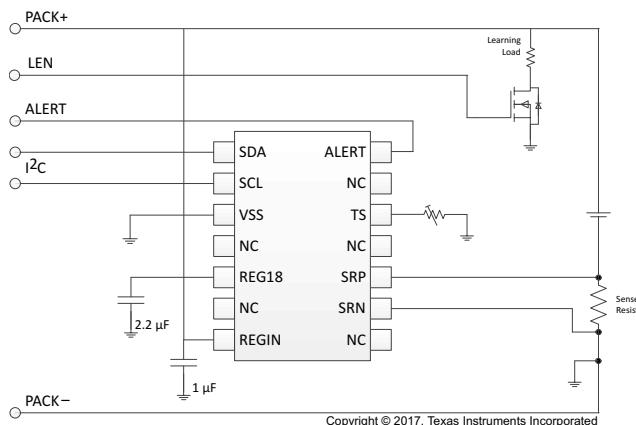 PACK+
Learning
Load
LEN
ALERT
SDA
ALERT
I²C
SCL
NC
VSS
TS
NC
NC
REG18
SRP
NC
SRN
Sense
2.2 µF
REGIN
NC
1 µF
PACK−
Copyright © 2017, Texas Instruments Incorporated